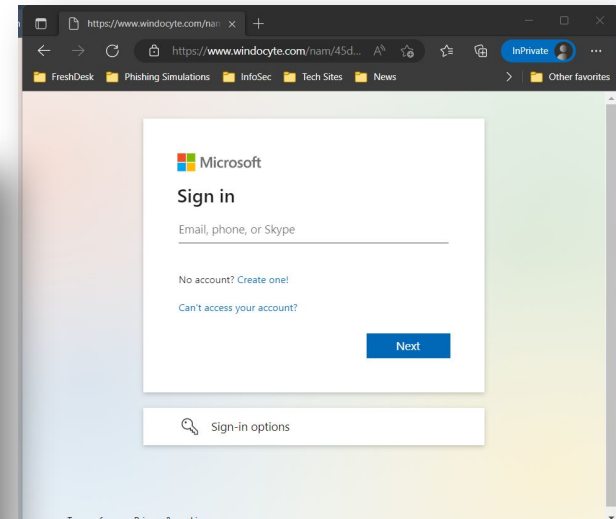 https://www.windocyte.com/nam
https://www.windocyte.com/nam/45d...
InPrivate
FreshDesk
Phishing Simulations
InfoSec
Tech Sites
News
Other favorites
Microsoft
Sign in
Email, phone, or Skype
No account? Create one!
Can't access your account?
Next
Sign-in options